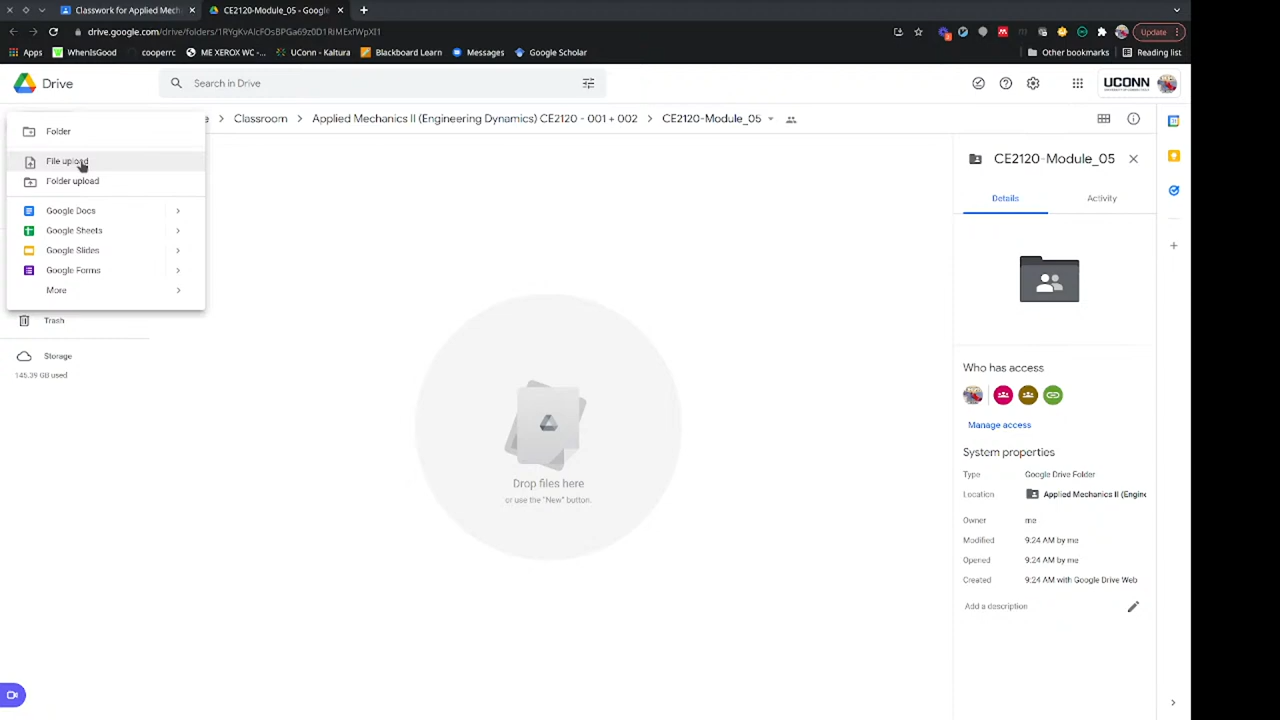 Classwork for Applied Mech
CE2120-Module_05 - Google
drive.google.com/drive/folders/1RYgKvAlcFOsBPGa69z0D1RiMExfWpXI1
Update
Apps
WhenIsGood
cooperrc
ME XEROX WC -...
UConn - Kaltura
Blackboard Learn
Messages
Google Scholar
Other bookmarks
Reading list
Drive
Search in Drive
UCONN
Classroom
Applied Mechanics II (Engineering Dynamics) CE2120 - 001 + 002
CE2120-Module_05
Folder
File upload
Folder upload
Google Docs
Google Sheets
Google Slides
Google Forms
More
Trash
Storage
145.39 GB used
Drop files here
or use the "New" button.
CE2120-Module_05
Details
Activity
Who has access
Manage access
System properties
Type
Google Drive Folder
Location
Applied Mechanics II (Engine
Owner
me
Modified
9:24 AM by me
Opened
9:24 AM by me
Created
9:24 AM with Google Drive Web
Add a description